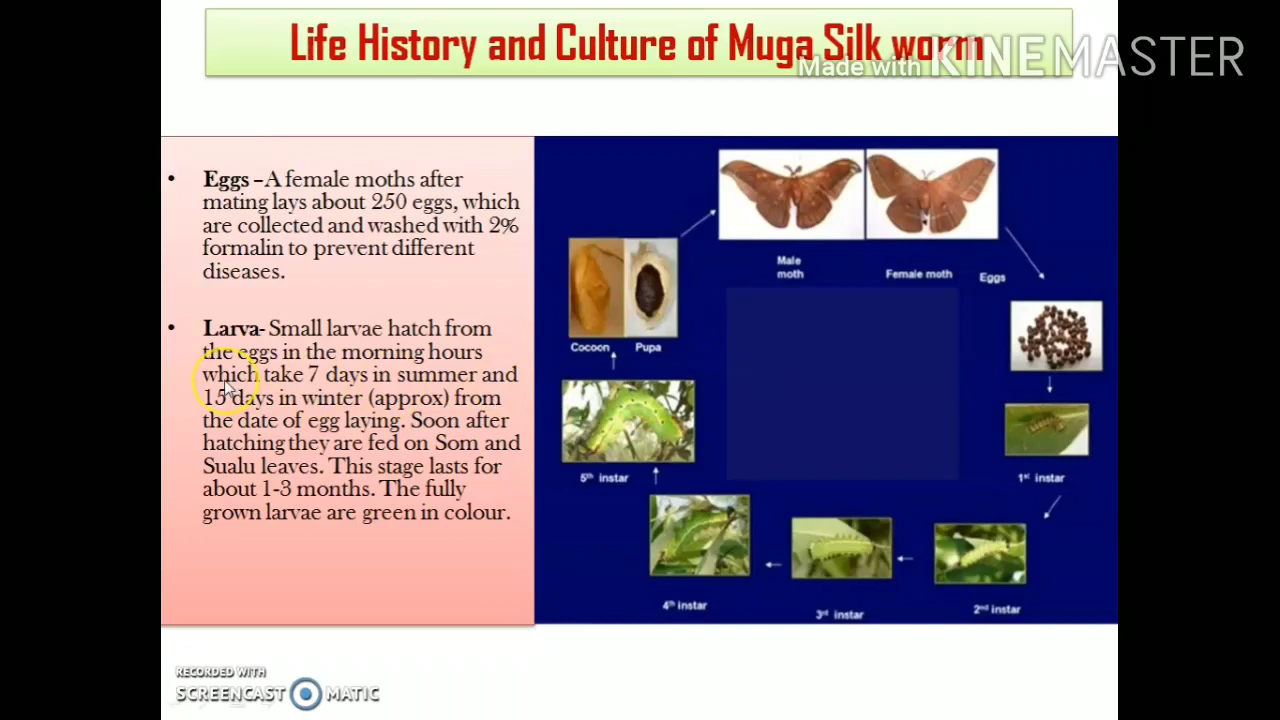 Life History and Culture of Muga Silk worm
Made with KINEMASTER
• Eggs –A female moths after
mating lays about 250 eggs, which
are collected and washed with 2%
formalin to prevent different
diseases.
• Larva- Small larvae hatch from
the eggs in the morning hours
which take 7 days in summer and
15 days in winter (approx) from
the date of egg laying. Soon after
hatching they are fed on Som and
Sualu leaves. This stage lasts for
about 1-3 months. The fully
grown larvae are green in colour.
Male
moth
Female moth
Eggs
Cocoon
Pupa
5th instar
1st instar
4th instar
3rd instar
2nd instar
RECORDED WITH
SCREENCAST MATIC